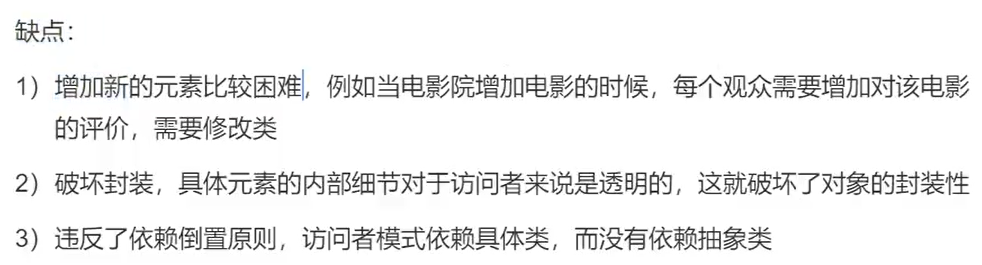 缺点：
1）增加新的元素比较困难，例如当电影院增加电影的时候，每个观众需要增加对该电影
的评价，需要修改类
2）破坏封装，具体元素的内部细节对于访问者来说是透明的，这就破坏了对象的封装性
3）违反了依赖倒置原则，访问者模式依赖具体类，而没有依赖抽象类